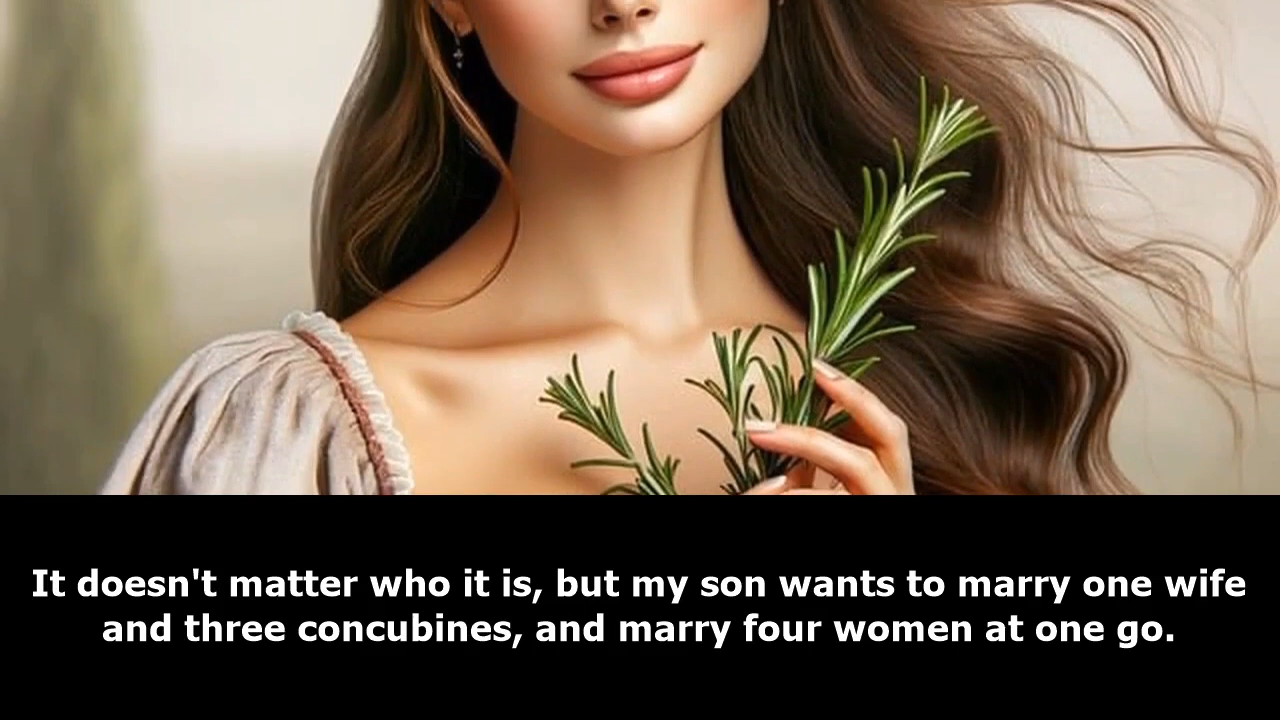 It doesn't matter who it is, but my son wants to marry one wife
and three concubines, and marry four women at one go.